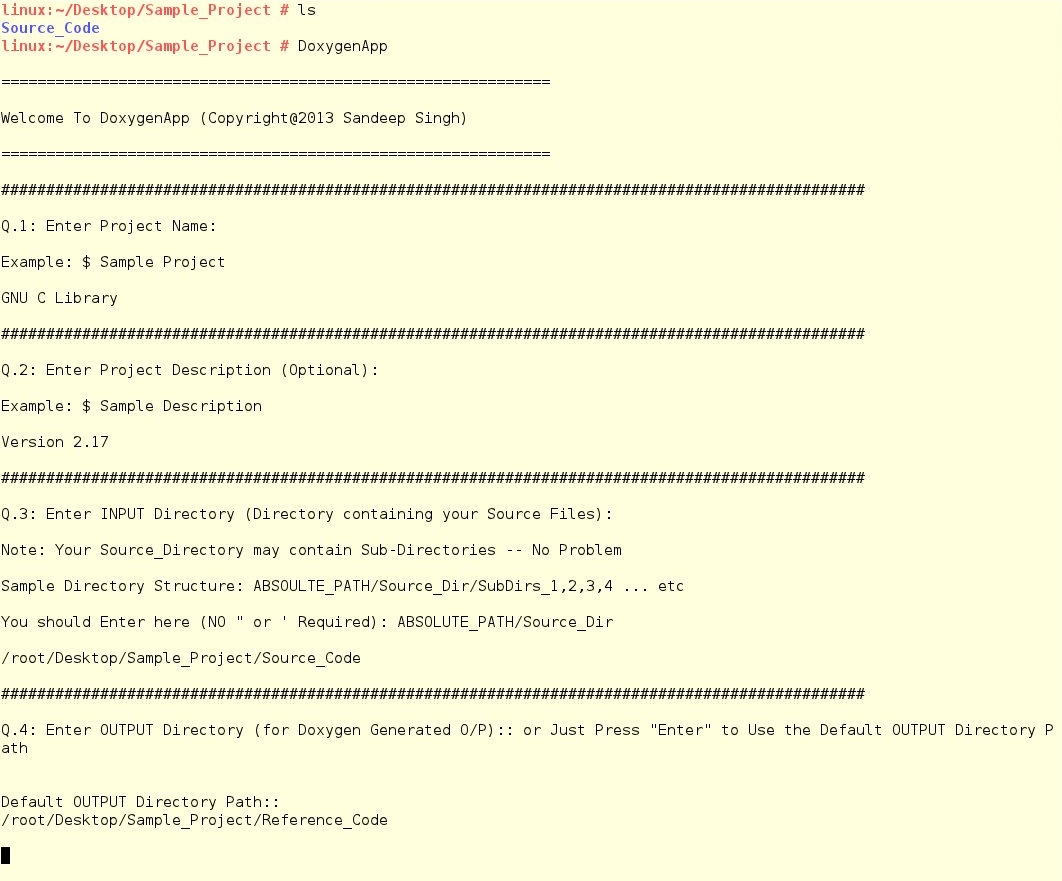 linux:~/Desktop/Sample_Project # ls
Source_Code
linux:~/Desktop/Sample_Project # DoxygenApp
=============================================================
Welcome To DoxygenApp (Copyright@2013 Sandeep Singh)
=============================================================
################################################################################################
Q.1: Enter Project Name:
Example: $ Sample Project
GNU C Library
################################################################################################
Q.2: Enter Project Description (Optional):
Example: $ Sample Description
Version 2.17
################################################################################################
Q.3: Enter INPUT Directory (Directory containing your Source Files):
Note: Your Source_Directory may contain Sub-Directories -- No Problem
Sample Directory Structure: ABSOULTE_PATH/Source_Dir/SubDirs_1,2,3,4 ... etc
You should Enter here (NO " or ' Required): ABSOLUTE_PATH/Source_Dir
/root/Desktop/Sample_Project/Source_Code
################################################################################################
Q.4: Enter OUTPUT Directory (for Doxygen Generated O/P):: or Just Press "Enter" to Use the Default OUTPUT Directory P
ath
Default OUTPUT Directory Path::
/root/Desktop/Sample_Project/Reference_Code